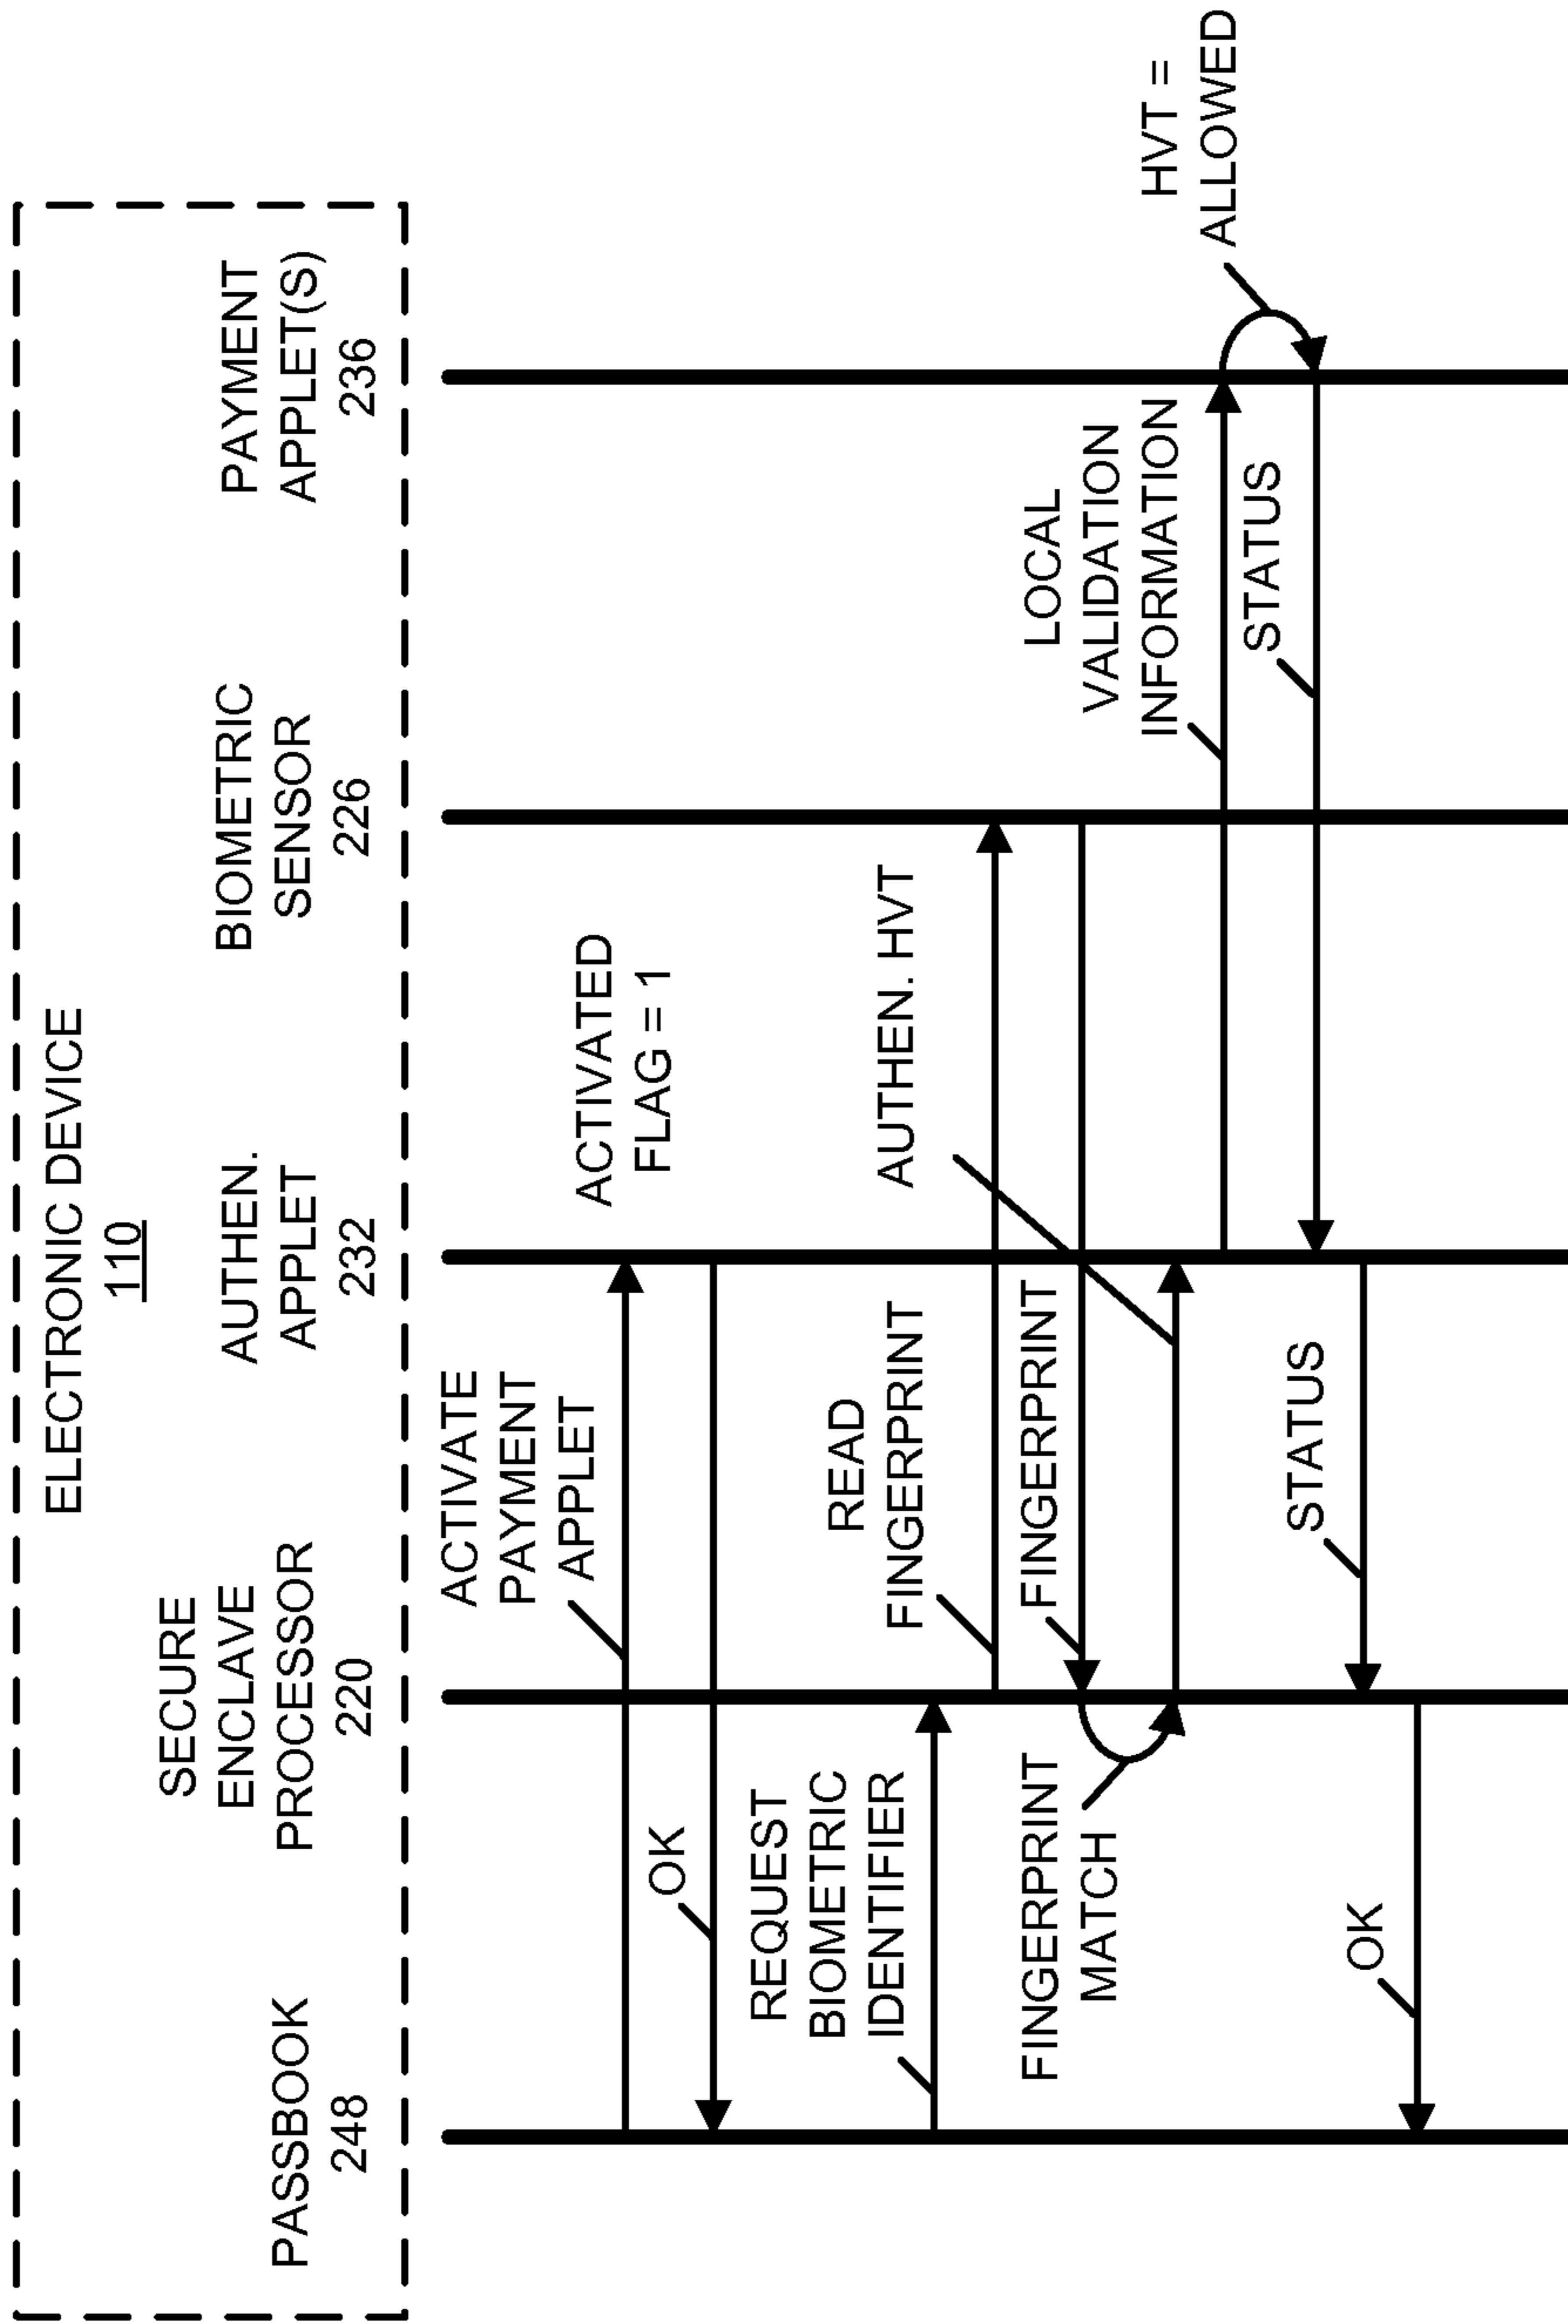 ELECTRONIC DEVICE
110
PASSBOOK
248
SECURE
ENCLAVE
PROCESSOR
220
AUTHEN.
APPLET
232
BIOMETRIC
SENSOR
226
PAYMENT
APPLET(S)
236
ACTIVATE
PAYMENT
APPLET
ACTIVATED
FLAG = 1
OK
REQUEST
BIOMETRIC
IDENTIFIER
READ
FINGERPRINT
AUTHEN. HVT
FINGERPRINT
FINGERPRINT
MATCH
LOCAL
VALIDATION
INFORMATION
HVT =
ALLOWED
STATUS
STATUS
OK